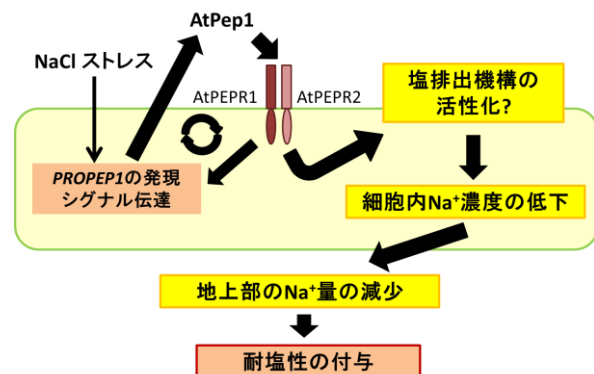 AtPep1
NaCl ストレス
AtPEPR1
AtPEPR2
塩排出機構の
活性化?
PROPEP1の発現
シグナル伝達
細胞内Na⁺濃度の低下
地上部のNa⁺量の減少
耐塩性の付与